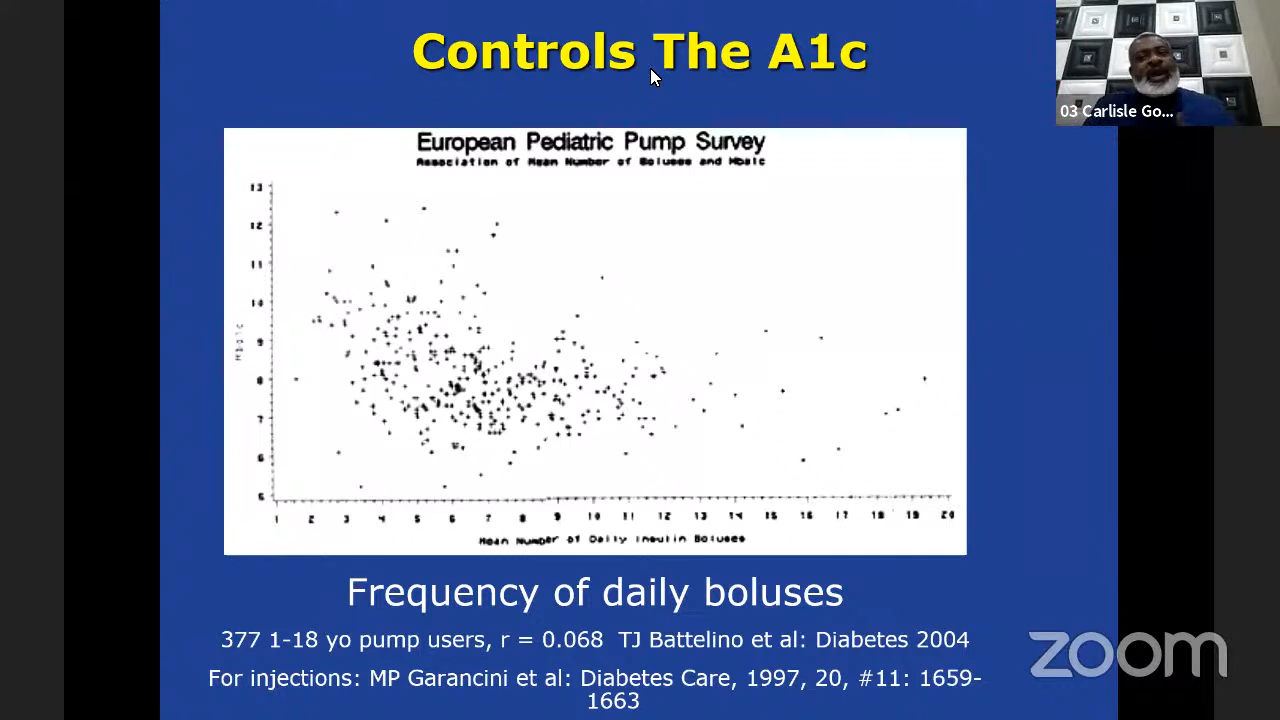 Controls The A1c
03 Carlisle Go...
European Pediatric Pump Survey
Association of Mean Number of Boluses and Hba1c
13
12
11
10
9
8
7
6
Hba1c
1 2 3 4 5 6 7 8 9 10 11 12 13 14 15 16 17 18 19 20
Mean Number of Daily Insulin Boluses
Frequency of daily boluses
377 1-18 yo pump users, r = 0.068 TJ Battelino et al: Diabetes 2004
For injections: MP Garancini et al: Diabetes Care, 1997, 20, #11: 1659-
1663
zoom